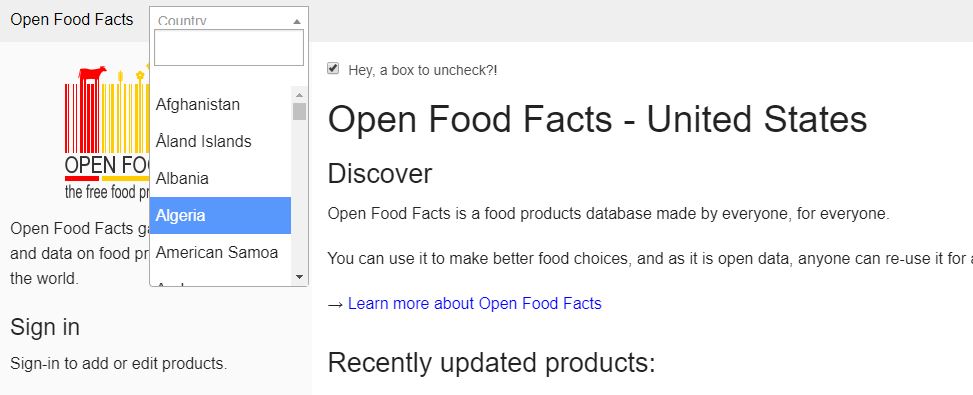 Open Food Facts
Country
Afghanistan
Åland Islands
Albania
Algeria
American Samoa
OPEN FO
the free food pr
Open Food Facts ga
and data on food pr
the world.
Sign in
Sign-in to add or edit products.
Hey, a box to uncheck?!
Open Food Facts - United States
Discover
Open Food Facts is a food products database made by everyone, for everyone.
You can use it to make better food choices, and as it is open data, anyone can re-use it for a
→ Learn more about Open Food Facts
Recently updated products: